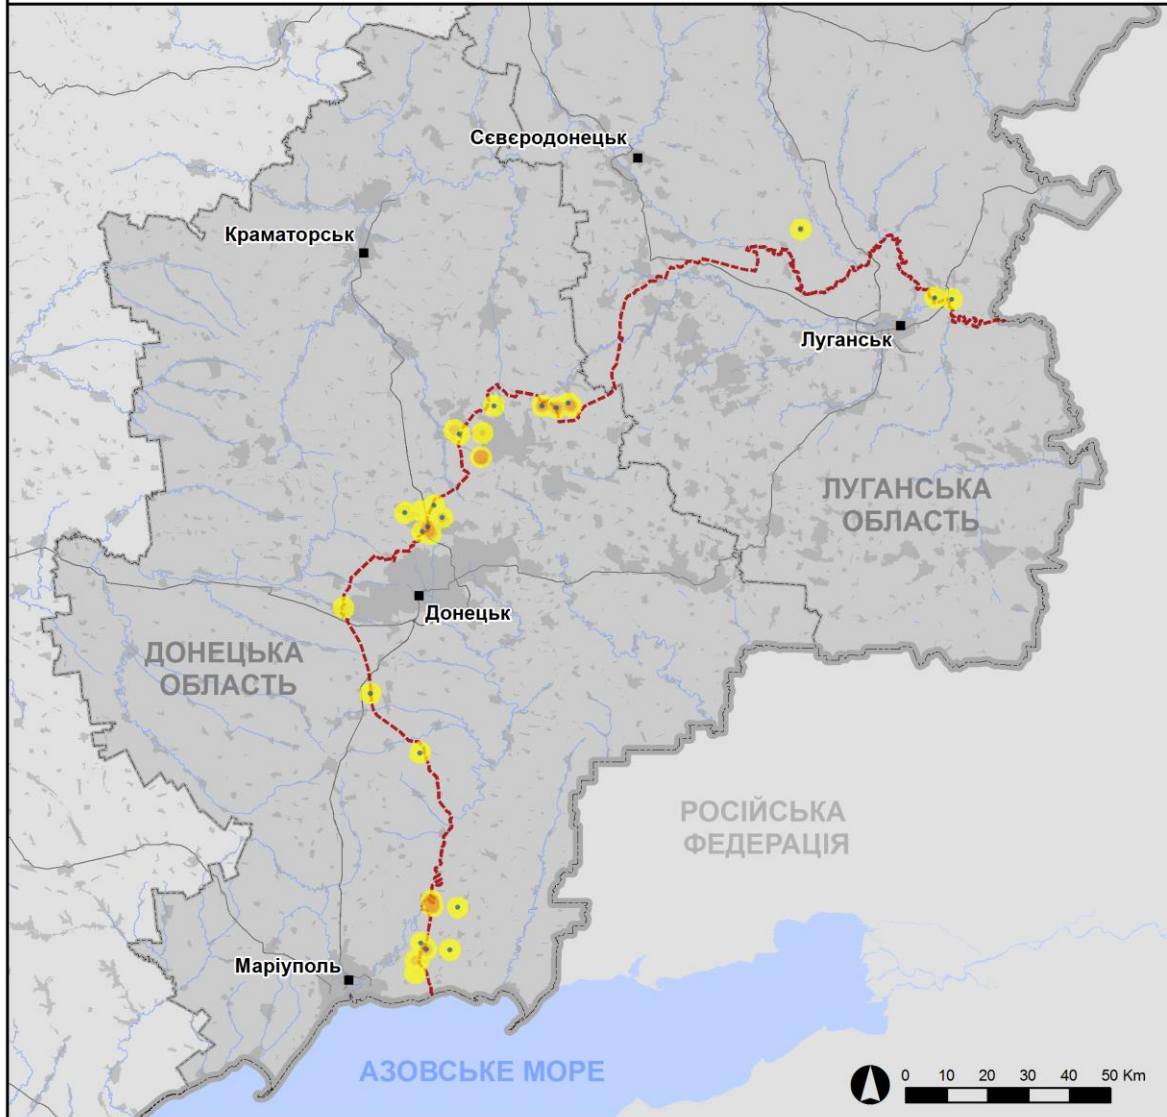 Сєвєродонецьк
Краматорськ
Луганськ
ЛУГАНСЬКА
ОБЛАСТЬ
Донецьк
ДОНЕЦЬКА
ОБЛАСТЬ
РОСІЙСЬКА
ФЕДЕРАЦІЯ
Маріуполь
АЗОВСЬКЕ МОРЕ
0 10 20 30 40 50 Km